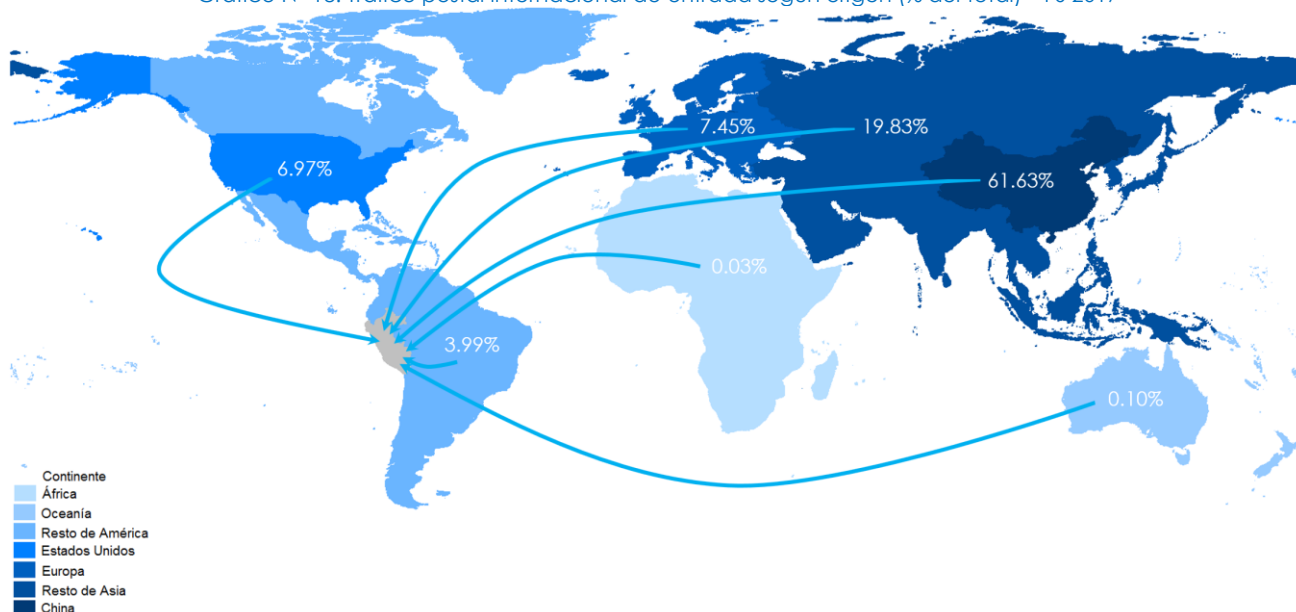 7.45%
19.83%
6.97%
61.63%
0.03%
3.99%
0.10%
Continente
África
Oceanía
Resto de América
Estados Unidos
Europa
Resto de Asia
China